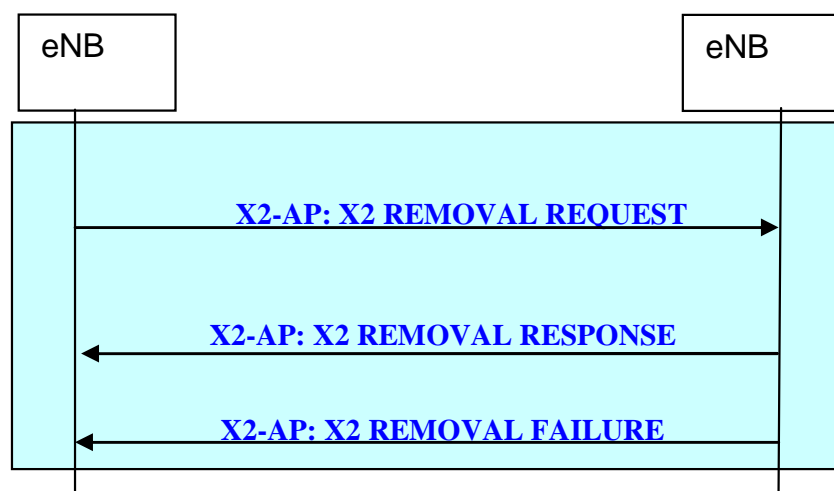 eNB
eNB
X2-AP: X2 REMOVAL REQUEST
X2-AP: X2 REMOVAL RESPONSE
X2-AP: X2 REMOVAL FAILURE